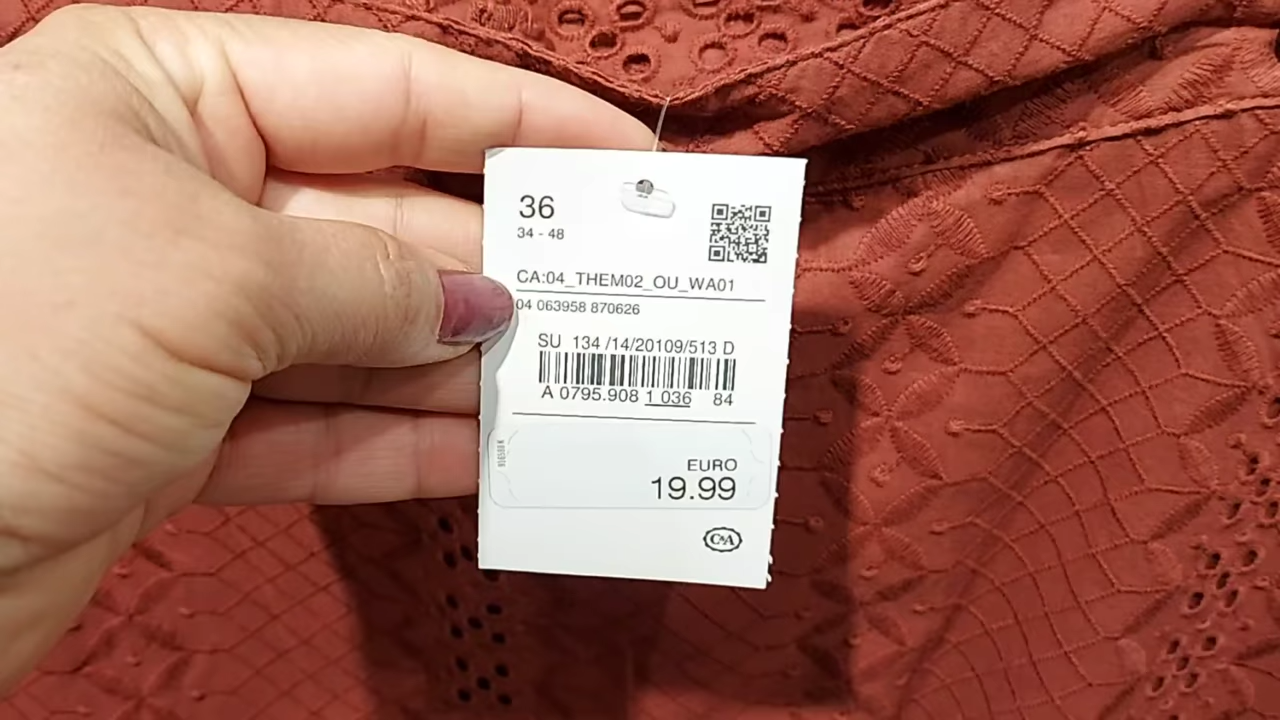 36
34 - 48
CA:04_THEM02_OU_WA01
04 063958 870626
SU 134 /14/20109/513 D
A 0795.908 1 036 84
EURO
19.99
C&A